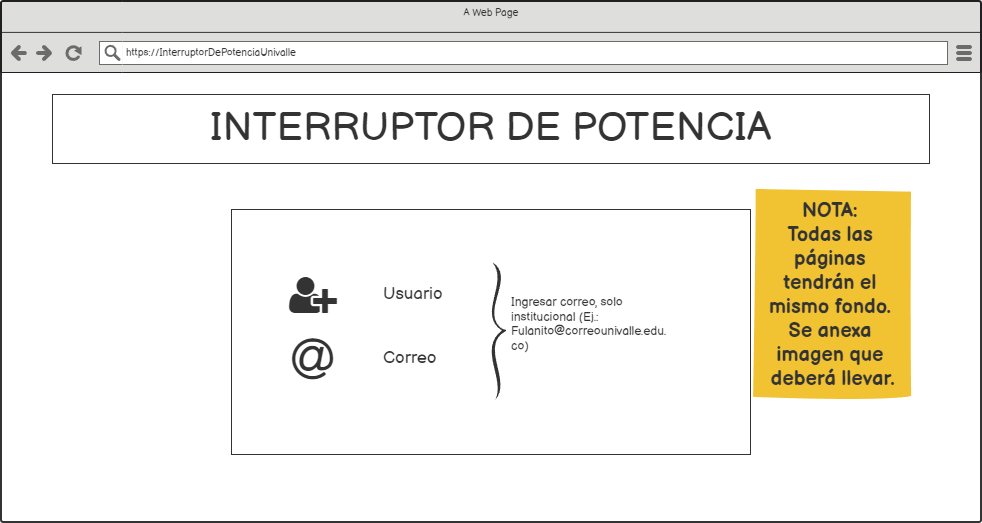 A Web Page
https://InterruptorDePotenciaUnivalle
INTERRUPTOR DE POTENCIA
NOTA:
Todas las
páginas
tendrán el
mismo fondo.
Se anexa
imagen que
deberá llevar.
Usuario
@ Correo
Ingresar correo, solo
institucional (Ej.:
Fulanito@correounivalle.edu.
co)